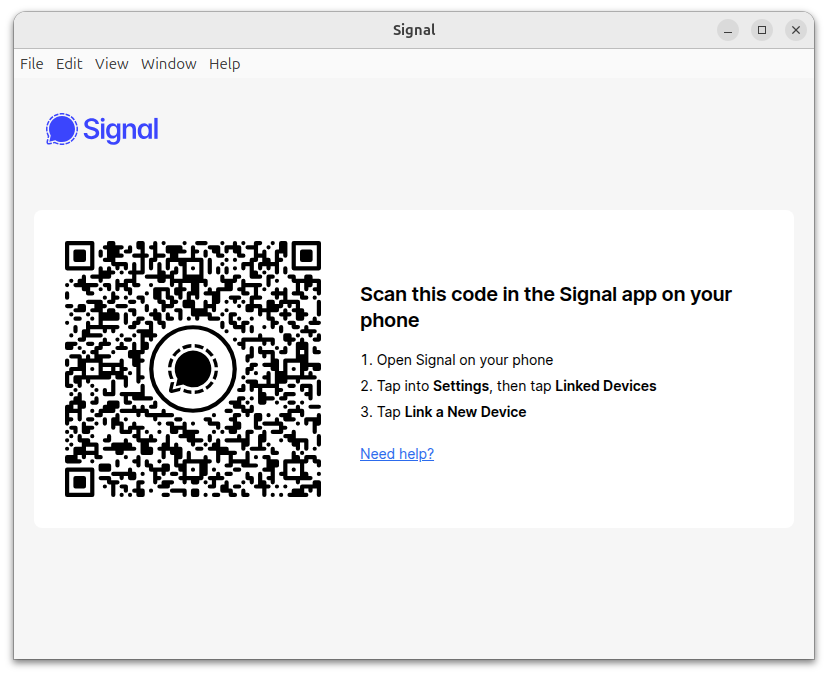 Signal
File Edit View Window Help
Signal
Scan this code in the Signal app on your
phone
1. Open Signal on your phone
2. Tap into Settings, then tap Linked Devices
3. Tap Link a New Device
Need help?